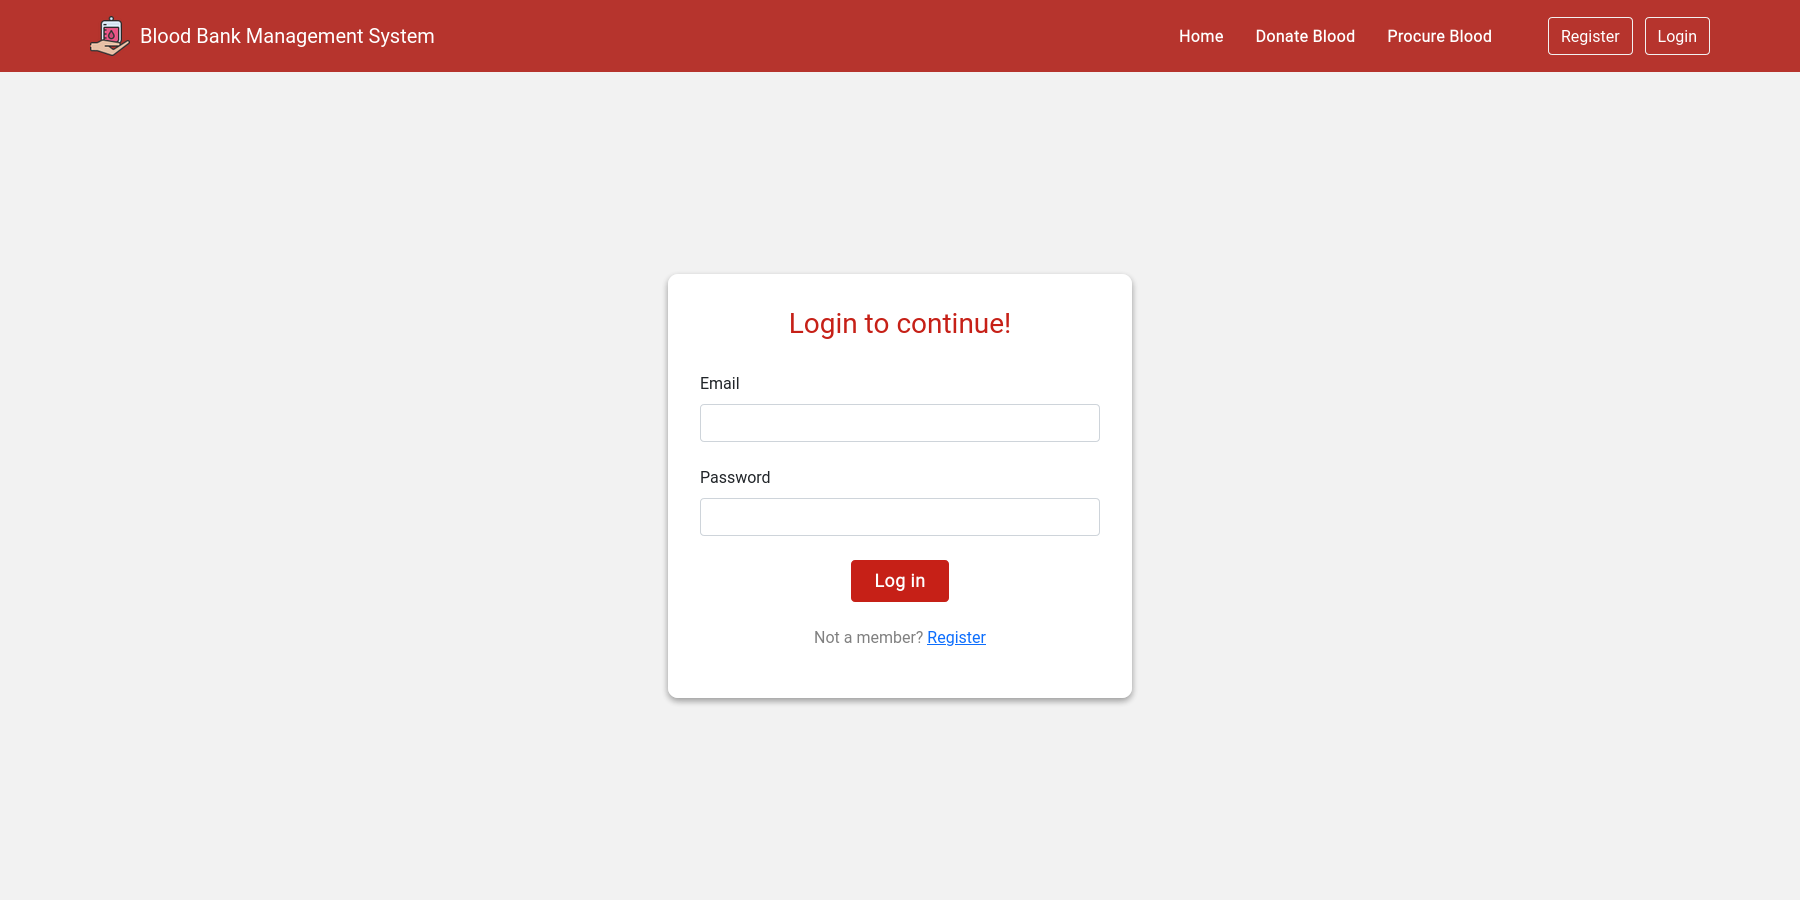 Blood Bank Management System
Home
Donate Blood
Procure Blood
Register
Login
Login to continue!
Email
Password
Log in
Not a member? Register